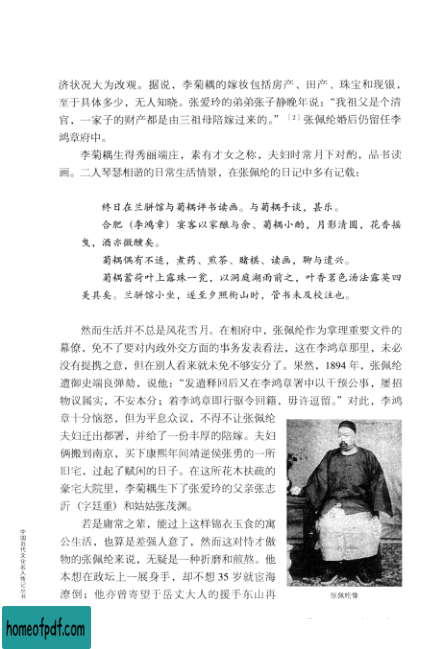 济状况大为改观。据说，李菊耦的嫁妆包括房产、田产、珠宝和现银，
至于具体多少，无人知晓。张爱玲的弟弟张子静晚年说：“我祖父是个清
官，一家子的财产都是由三祖母陪嫁过来的。”〔2〕张佩纶婚后仍留任李
鸿章府中。
李菊耦生得秀丽端庄，素有才女之称，夫妇时常月下对酌，品书读
画。二人琴瑟相谐的日常生活情景，在张佩纶的日记中多有记载：
终日在兰骈馆与菊耦评书读画。与菊耦手谈，甚乐。
合肥（李鸿章）宴客以家酿与余、菊耦小酌，月影清圆，花香摇
曳，酒亦微醺矣。
菊耦偶有不适，煮药、煎茶、赌棋、读画，聊与遣兴。
菊耦蓄荷叶上露珠一瓮，以洞庭湖雨前之，叶香茗色汤法露英四
美具矣。兰骈馆小坐，遂至夕照衔山时，管书未及校注也。
然而生活并不总是风花雪月。在相府中，张佩纶作为掌理重要文件的
幕僚，免不了要对内政外交方面的事务发表看法，这在李鸿章那里，未必
没有提携之意，但在别人看来就未免不够安分了。果然，1894 年，张佩纶
遭御史端良弹劾，说他：“发遣释回后又在李鸿章署中以干预公事，屡招
物议属实，不安本分；着李鸿章即行驱令回籍，毋许逗留。”对此，李鸿
章十分恼怒，但为平息众议，不得不让张佩纶
夫妇迁出都署，并给了一份丰厚的陪嫁。夫妇
俩搬到南京，买下康熙年间靖逆侯张勇的一所
旧宅，过起了赋闲的日子。在这所花木扶疏的
豪宅大院里，李菊耦生下了张爱玲的父亲张志
沂（字廷重）和姑姑张茂渊。
若是庸常之辈，能过上这样锦衣玉食的寓
公生活，也算是差强人意了，然而这对恃才傲
物的张佩纶来说，无疑是一种折磨和煎熬。他
本想在政坛上一展身手，却不想 35 岁就宦海
潦倒；他亦曾寄望于岳丈大人的援手东山再
张佩纶像
中国近代文化名人传记丛书
homeofpdf.com